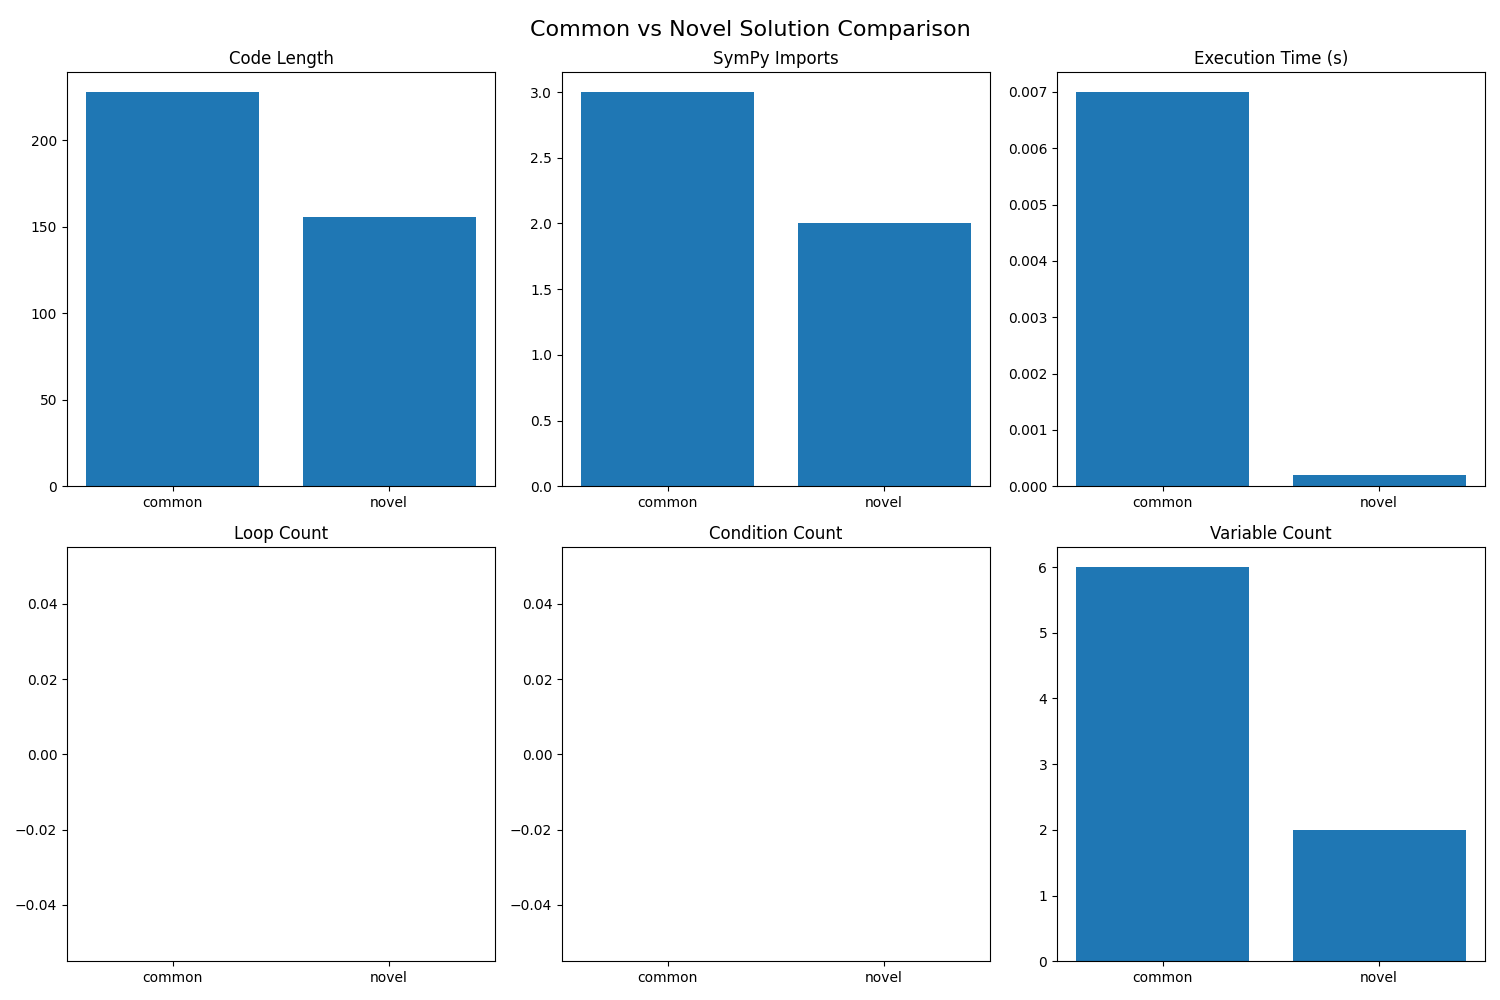 Common vs Novel Solution Comparison
Code Length
200
150
100
50
0
common novel
SymPy Imports
3.0
2.5
2.0
1.5
1.0
0.5
0.0
common novel
Execution Time (s)
0.007
0.006
0.005
0.004
0.003
0.002
0.001
0.000
common novel
Loop Count
0.04
0.02
0.00
−0.02
−0.04
common novel
Condition Count
0.04
0.02
0.00
−0.02
−0.04
common novel
Variable Count
6
5
4
3
2
1
0
common novel